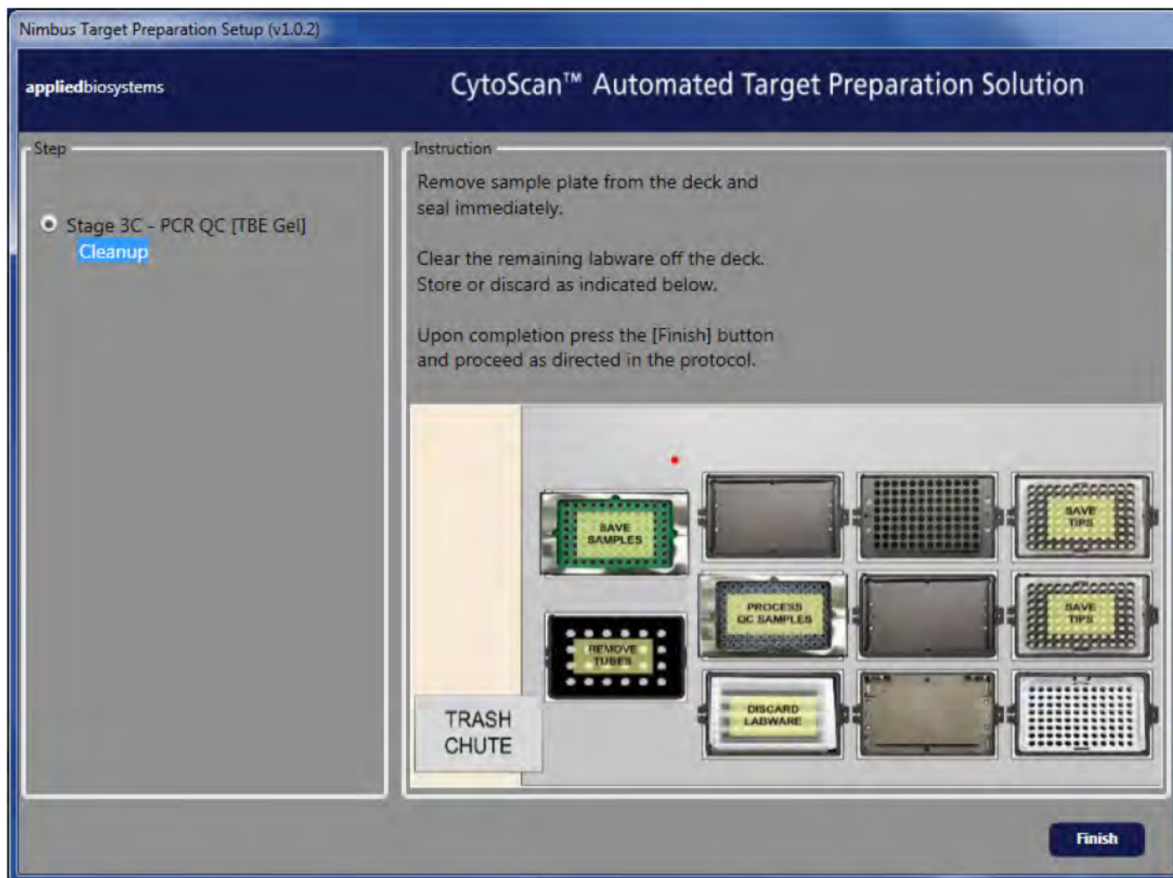 Nimbus Target Preparation Setup (v1.0.2)
appliedbiosystems
CytoScan™ Automated Target Preparation Solution
Step
Stage 3C - PCR QC [TBE Gel]
Cleanup
Instruction
Remove sample plate from the deck and
seal immediately.
Clear the remaining labware off the deck.
Store or discard as indicated below.
Upon completion press the [Finish] button
and proceed as directed in the protocol.
SAVE
SAMPLES
SAVE
TIPS
PROCESS
QC SAMPLES
SAVE
TIPS
REMOVE
TUBES
DISCARD
LABWARE
TRASH
CHUTE
Finish